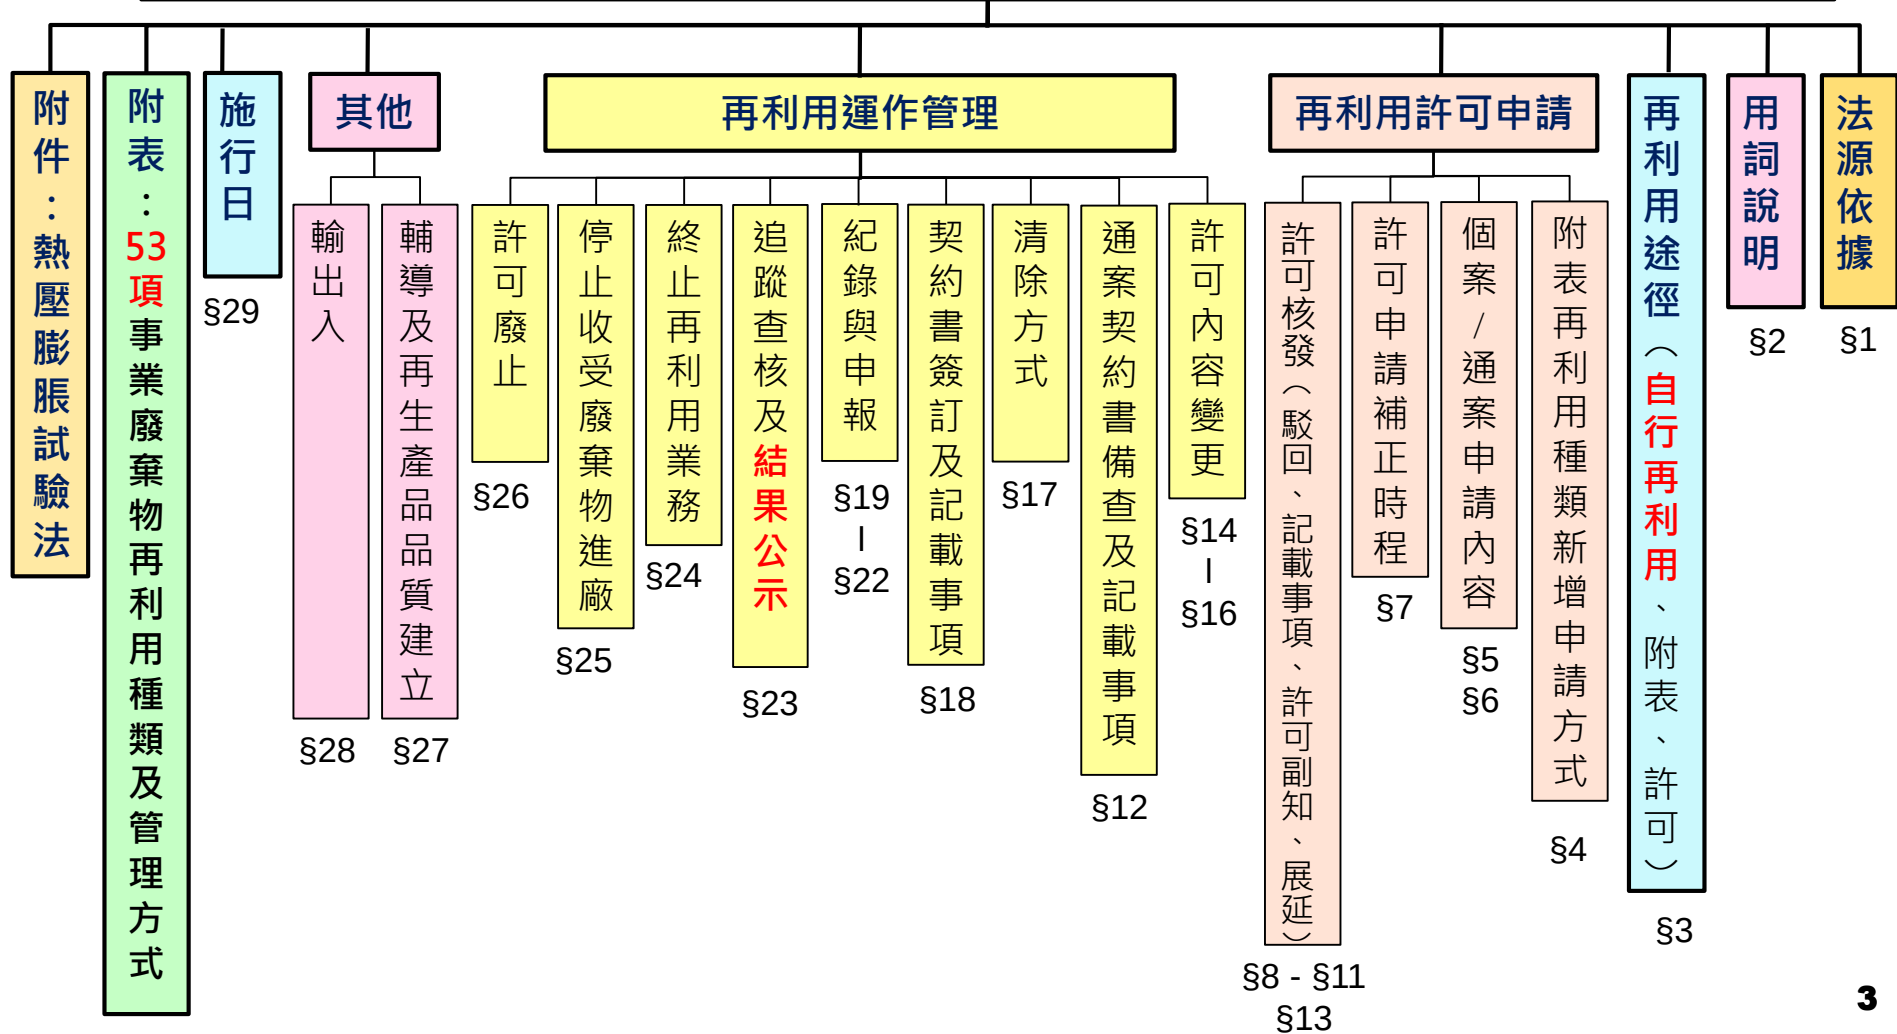 法源依據
§1
用詞說明
§2
再利用途徑（自行再利用、附表、許可）
§3
再利用許可申請
附表再利用種類新增申請方式
§4
個案/通案申請內容
§5
§6
許可申請補正時程
§7
許可核發（駁回、記載事項、許可副知、展延）
§8 - §11
§13
再利用運作管理
許可內容變更
§14
I
§16
通案契約書備查及記載事項
§12
清除方式
§17
契約書簽訂及記載事項
§18
紀錄與申報
§19
I
§22
追蹤查核及結果公示
§23
終止再利用業務
§24
停止收受廢棄物進廠
§25
許可廢止
§26
其他
輔導及再生產品品質建立
§27
輸出入
§28
施行日
§29
附表：53項事業廢棄物再利用種類及管理方式
附件：熱壓膨脹試驗法
3